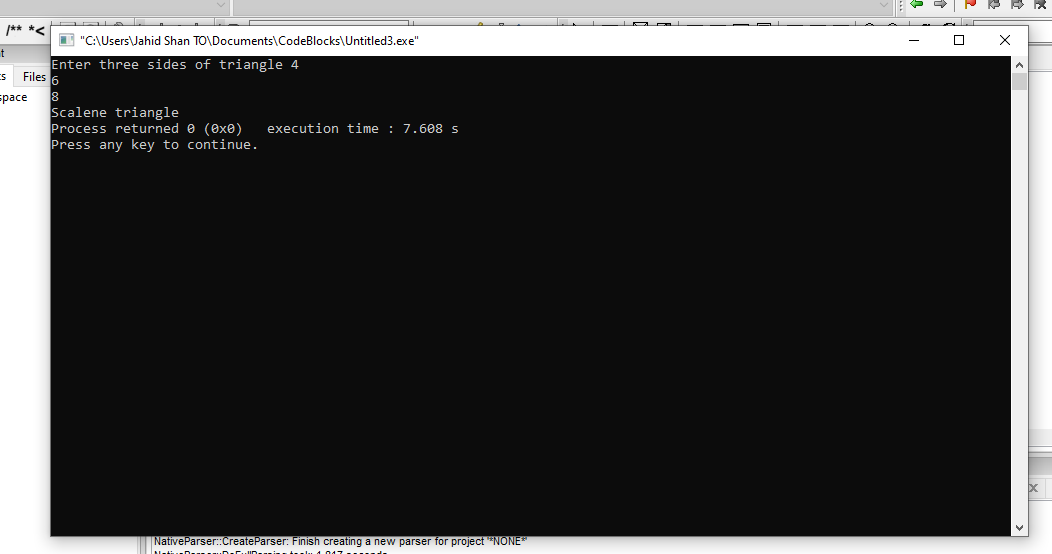 /** *<
"C:\Users\Jahid Shan TO\Documents\CodeBlocks\Untitled3.exe"
Files
space
Enter three sides of triangle 4
6
8
Scalene triangle
Process returned 0 (0x0)   execution time : 7.608 s
Press any key to continue.
NativeParser::CreateParser: Finish creating a new parser for project '*NONE*'